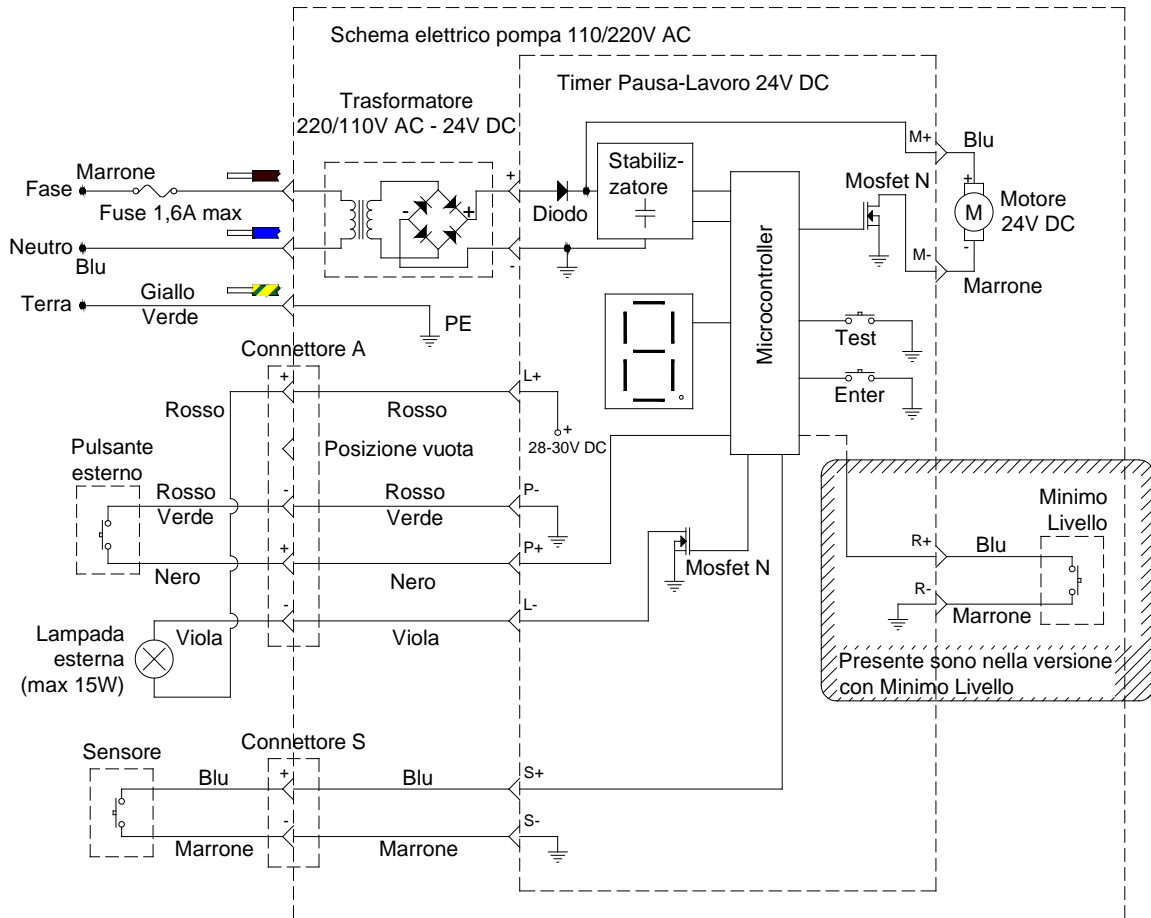 Schema elettrico pompa 110/220V AC
Timer Pausa-Lavoro 24V DC
Trasformatore
220/110V AC - 24V DC
Marrone
Fase
Fuse 1,6A max
Neutro
Blu
Terra
Giallo
Verde
PE
+
-
- +
Diodo
Stabiliz-
zatore
Microcontroller
Mosfet N
M+
Blu
+
M
-
Motore
24V DC
M-
Marrone
Test
Enter
Connettore A
+
Rosso
Rosso
L+
+
28-30V DC
Posizione vuota
Pulsante
esterno
Rosso
Verde
-
Rosso
Verde
P-
Nero
+
Nero
P+
Mosfet N
Lampada
esterna
(max 15W)
Viola
-
Viola
L-
Minimo
Livello
R+
Blu
R-
Marrone
Presente sono nella versione
con Minimo Livello
Sensore
Connettore S
Blu
+
Blu
S+
Marrone
-
Marrone
S-